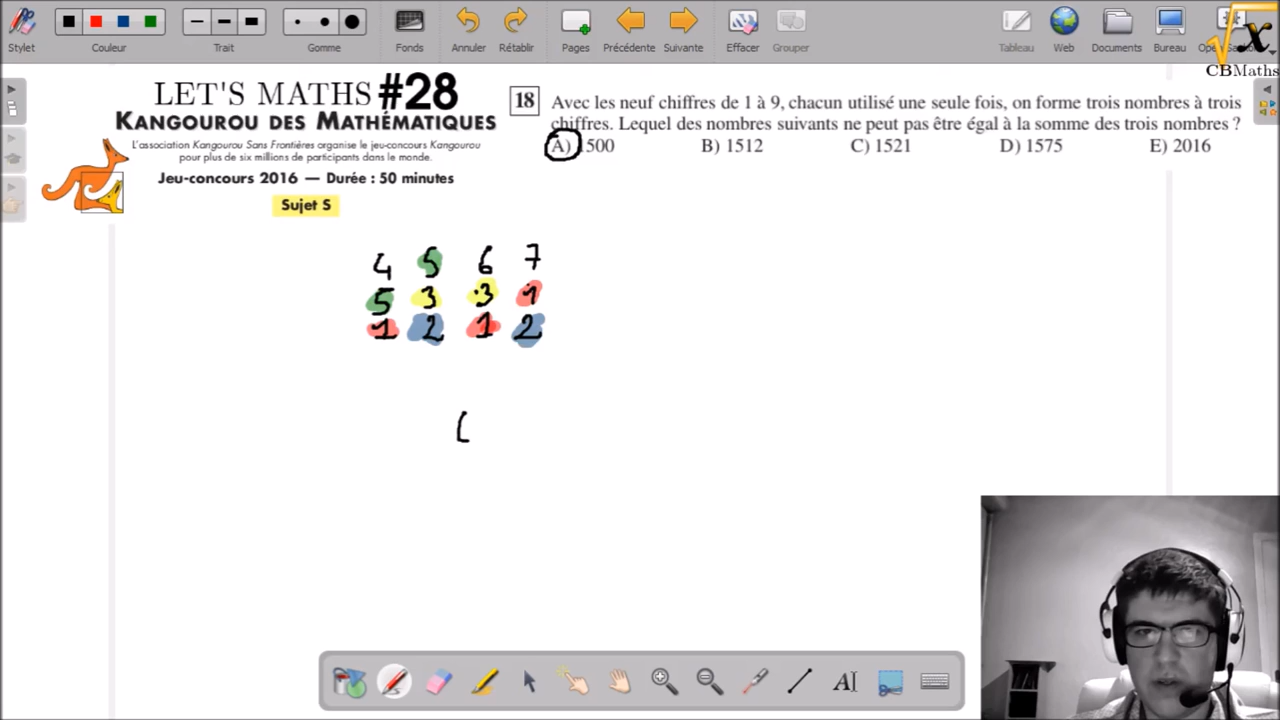 Stylet Couleur Trait Gomme Fonds Annuler Rétablir Pages Précédente Suivante Effacer Grouper Tableau Web Documents Bureau
√x
CBMaths
LET'S MATHS #28
KANGOUROU DES MATHÉMATIQUES
L'association Kangourou Sans Frontières organise le jeu-concours Kangourou
pour plus de six millions de participants dans le monde.
Jeu-concours 2016 — Durée : 50 minutes
Sujet S
18 Avec les neuf chiffres de 1 à 9, chacun utilisé une seule fois, on forme trois nombres à trois
chiffres. Lequel des nombres suivants ne peut pas être égal à la somme des trois nombres ?
A) 1500 B) 1512 C) 1521 D) 1575 E) 2016
4 5 6 7
5 3 3 1
1 2 1 2
(
AI